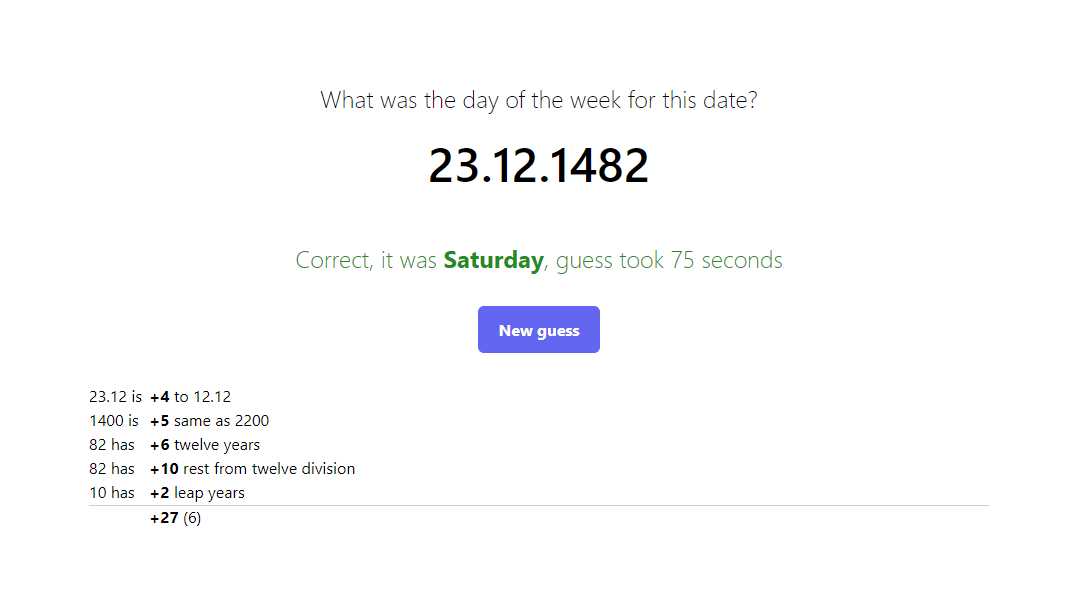 What was the day of the week for this date?
23.12.1482
Correct, it was Saturday, guess took 75 seconds
New guess
23.12 is +4 to 12.12
1400 is +5 same as 2200
82 has +6 twelve years
82 has +10 rest from twelve division
10 has +2 leap years
+27 (6)